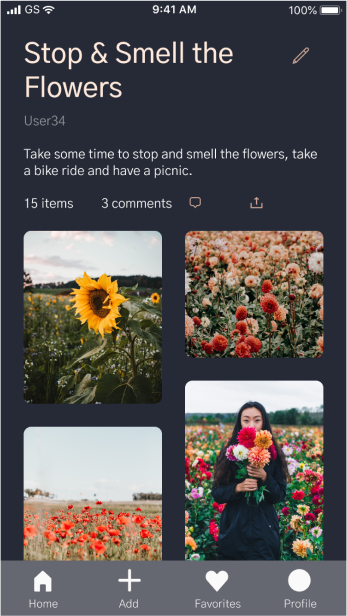 GS 9:41 AM 100%
Stop & Smell the
Flowers
User34
Take some time to stop and smell the flowers, take
a bike ride and have a picnic.
15 items 3 comments
Home Add Favorites Profile